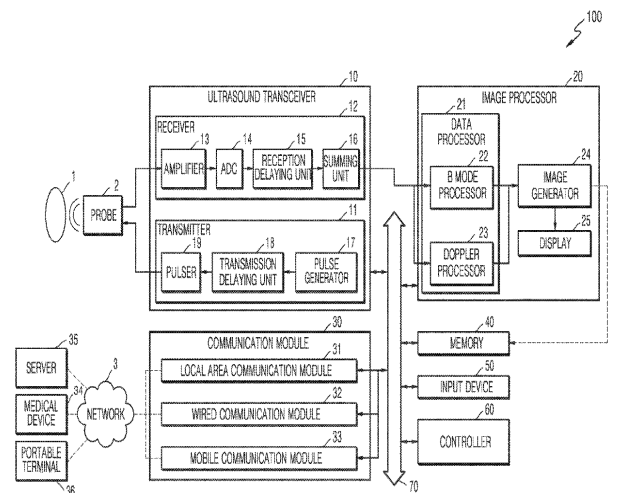 100
10
ULTRASOUND TRANSCEIVER
12
RECEIVER
13
AMPLIFIER
14
ADC
15
RECEPTION
DELAYING UNIT
16
SUMMING
UNIT
1
2
PROBE
11
TRANSMITTER
19
PULSER
18
TRANSMISSION
DELAYING UNIT
17
PULSE
GENERATOR
20
IMAGE PROCESSOR
21
DATA
PROCESSOR
22
B MODE
PROCESSOR
23
DOPPLER
PROCESSOR
24
IMAGE
GENERATOR
25
DISPLAY
30
COMMUNICATION MODULE
31
LOCAL AREA COMMUNICATION MODULE
32
WIRED COMMUNICATION MODULE
33
MOBILE COMMUNICATION MODULE
35
SERVER
34
MEDICAL
DEVICE
PORTABLE
TERMINAL
36
3
NETWORK
40
MEMORY
50
INPUT DEVICE
60
CONTROLLER
70